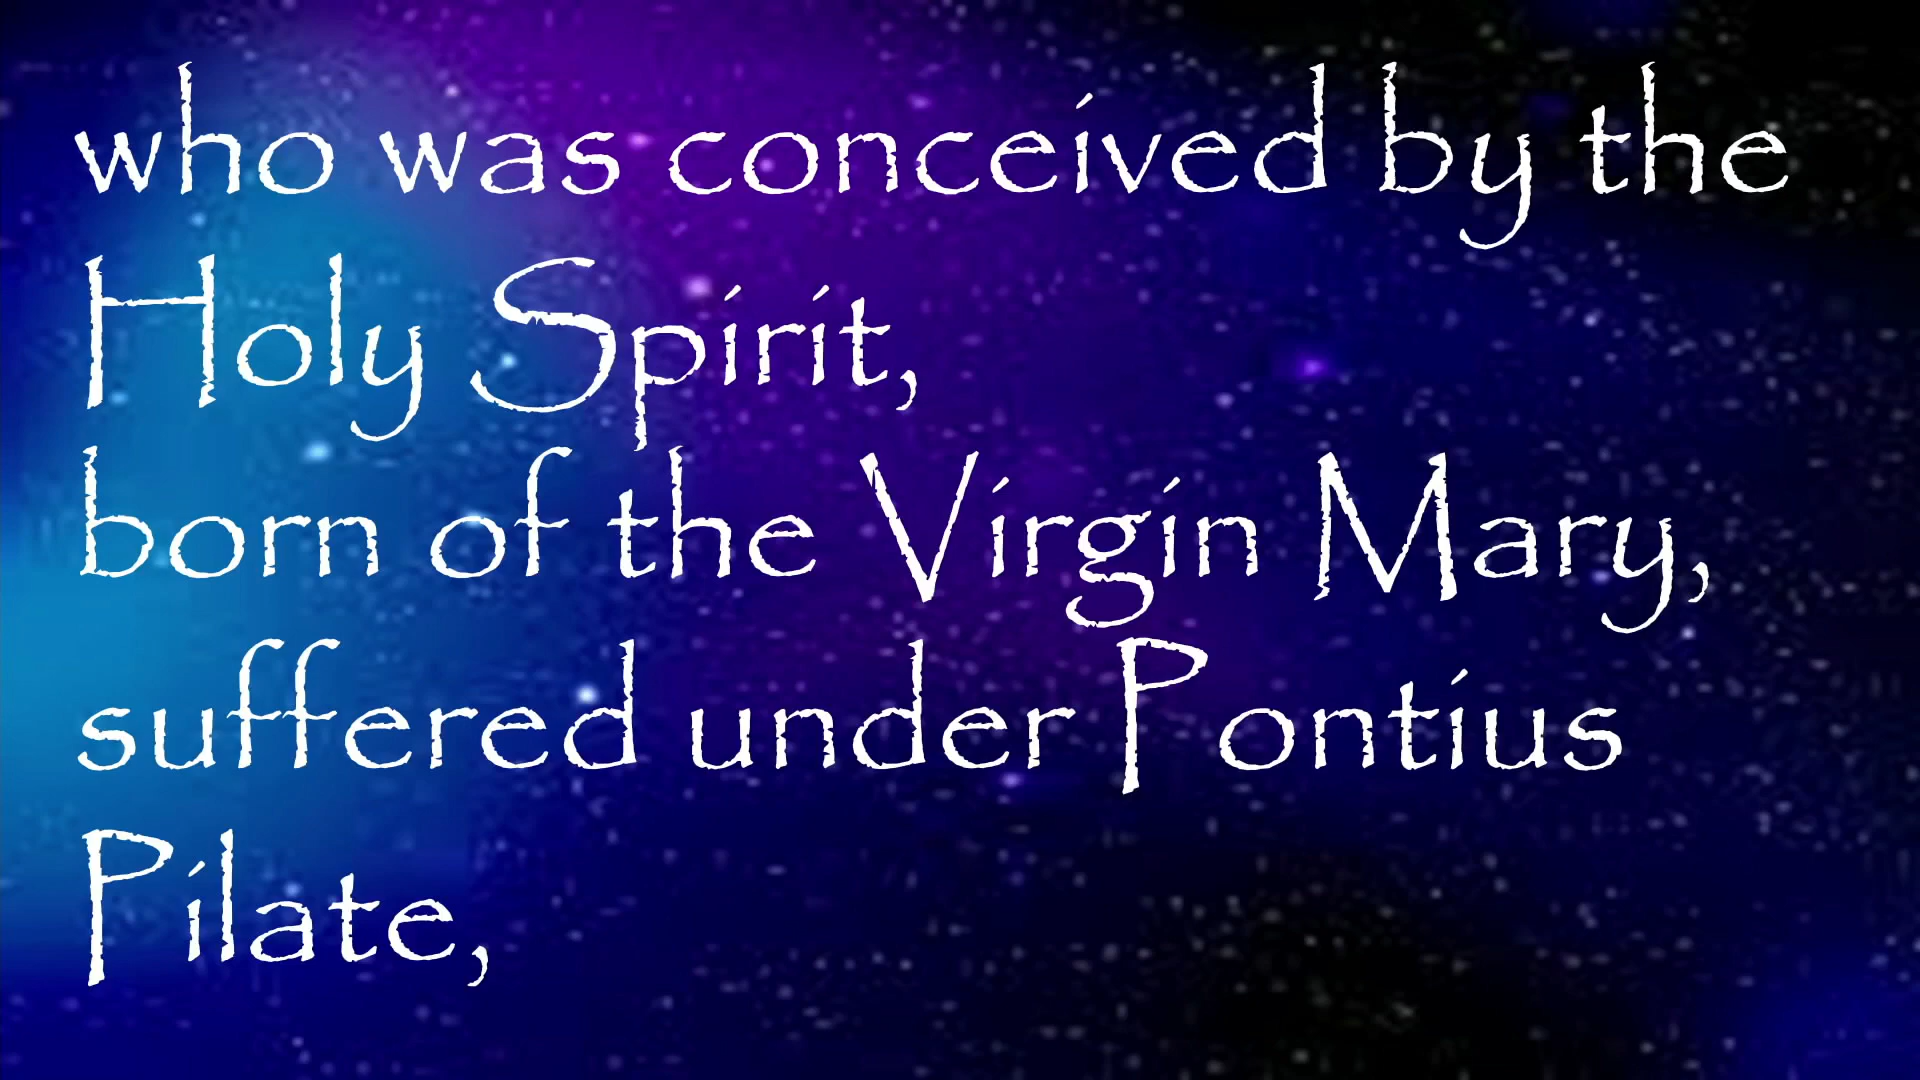 who was conceived by the
Holy Spirit,
born of the Virgin Mary,
suffered under Pontius
Pilate,